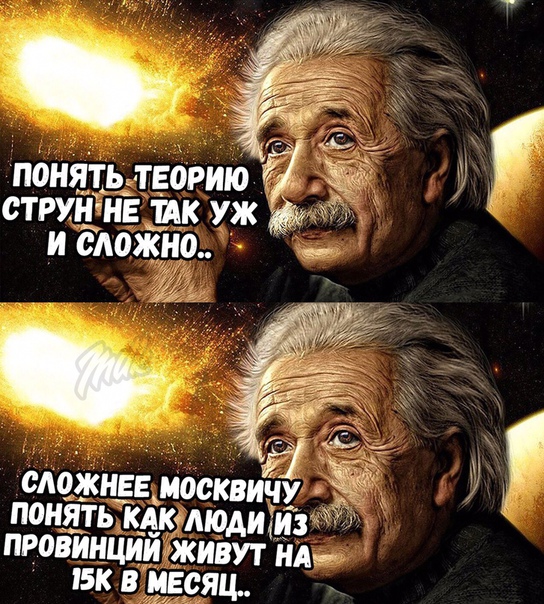 ПОНЯТЬ ТЕОРИЮ
СТРУН НЕ ТАК УЖ
И СЛОЖНО..
СЛОЖНЕЕ МОСКВИЧУ
ПОНЯТЬ КАК ЛЮДИ ИЗ
ПРОВИНЦИЙ ЖИВУТ НА
15К В МЕСЯЦ..